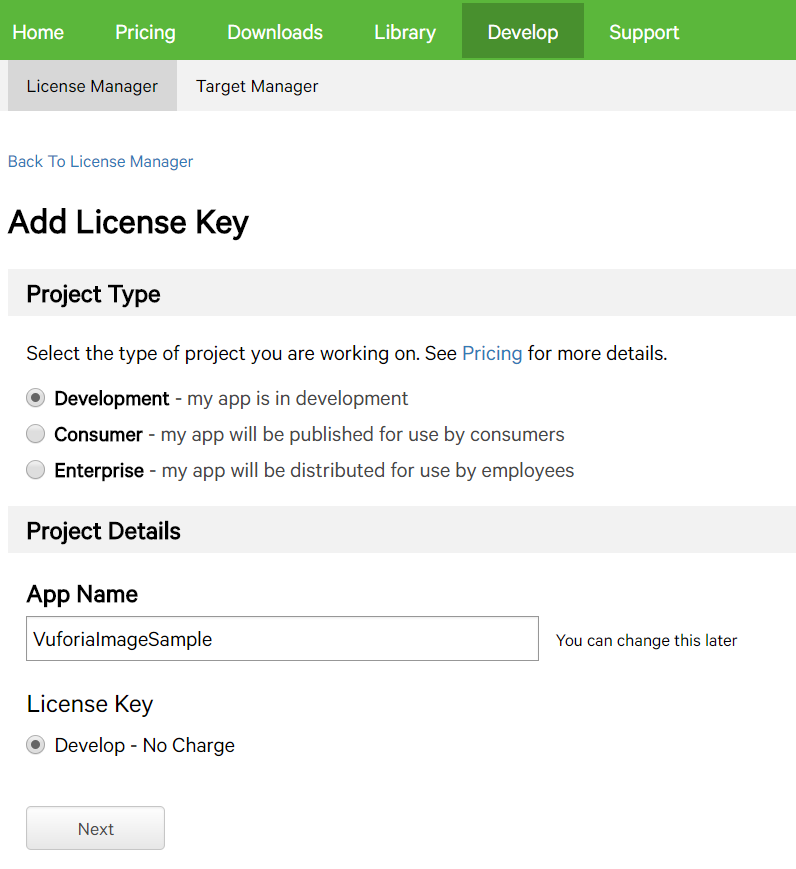 Home Pricing Downloads Library Develop Support
License Manager Target Manager
Back To License Manager
Add License Key
Project Type
Select the type of project you are working on. See Pricing for more details.
Development - my app is in development
Consumer - my app will be published for use by consumers
Enterprise - my app will be distributed for use by employees
Project Details
App Name
VuforiaImageSample You can change this later
License Key
Develop - No Charge
Next